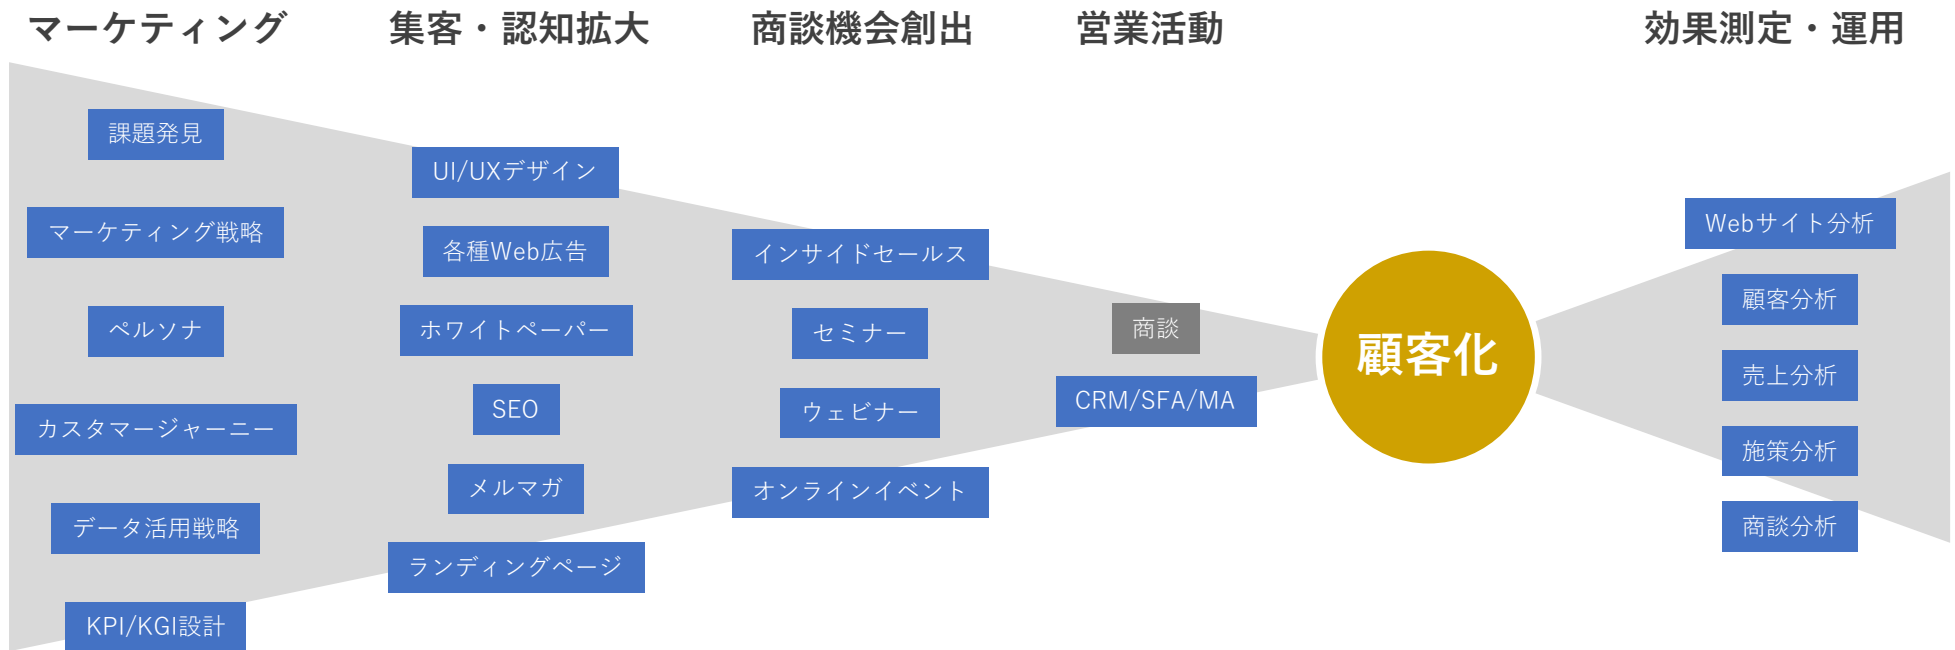 マーケティング
課題発見
マーケティング戦略
ペルソナ
カスタマージャーニー
データ活用戦略
KPI/KGI設計
集客・認知拡大
UI/UXデザイン
各種Web広告
ホワイトペーパー
SEO
メルマガ
ランディングページ
商談機会創出
インサイドセールス
セミナー
ウェビナー
オンラインイベント
営業活動
商談
CRM/SFA/MA
顧客化
効果測定・運用
Webサイト分析
顧客分析
売上分析
施策分析
商談分析